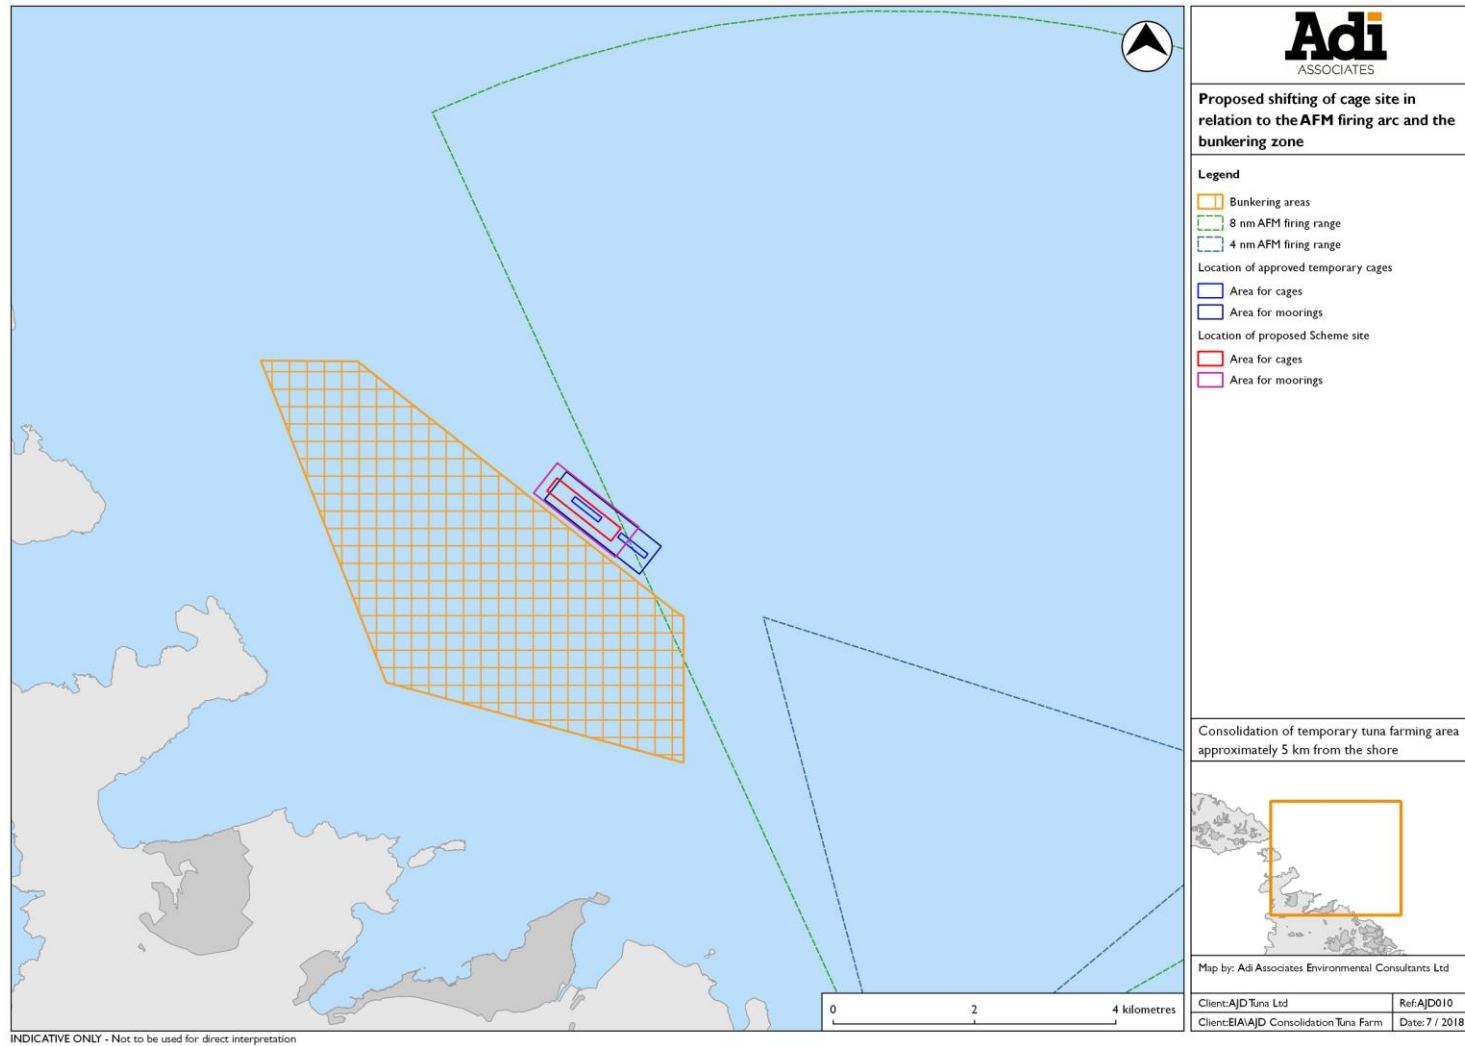 Adi
ASSOCIATES
Proposed shifting of cage site in
relation to the AFM firing arc and the
bunkering zone
Legend
Bunkering areas
8 nm AFM firing range
4 nm AFM firing range
Location of approved temporary cages
Area for cages
Area for moorings
Location of proposed Scheme site
Area for cages
Area for moorings
Consolidation of temporary tuna farming area
approximately 5 km from the shore
Map by: Adi Associates Environmental Consultants Ltd
Client:AJD Tuna Ltd
Ref:AJD010
Client:EIA\AJD Consolidation Tuna Farm
Date: 7 / 2018
0 2 4 kilometres
INDICATIVE ONLY - Not to be used for direct interpretation